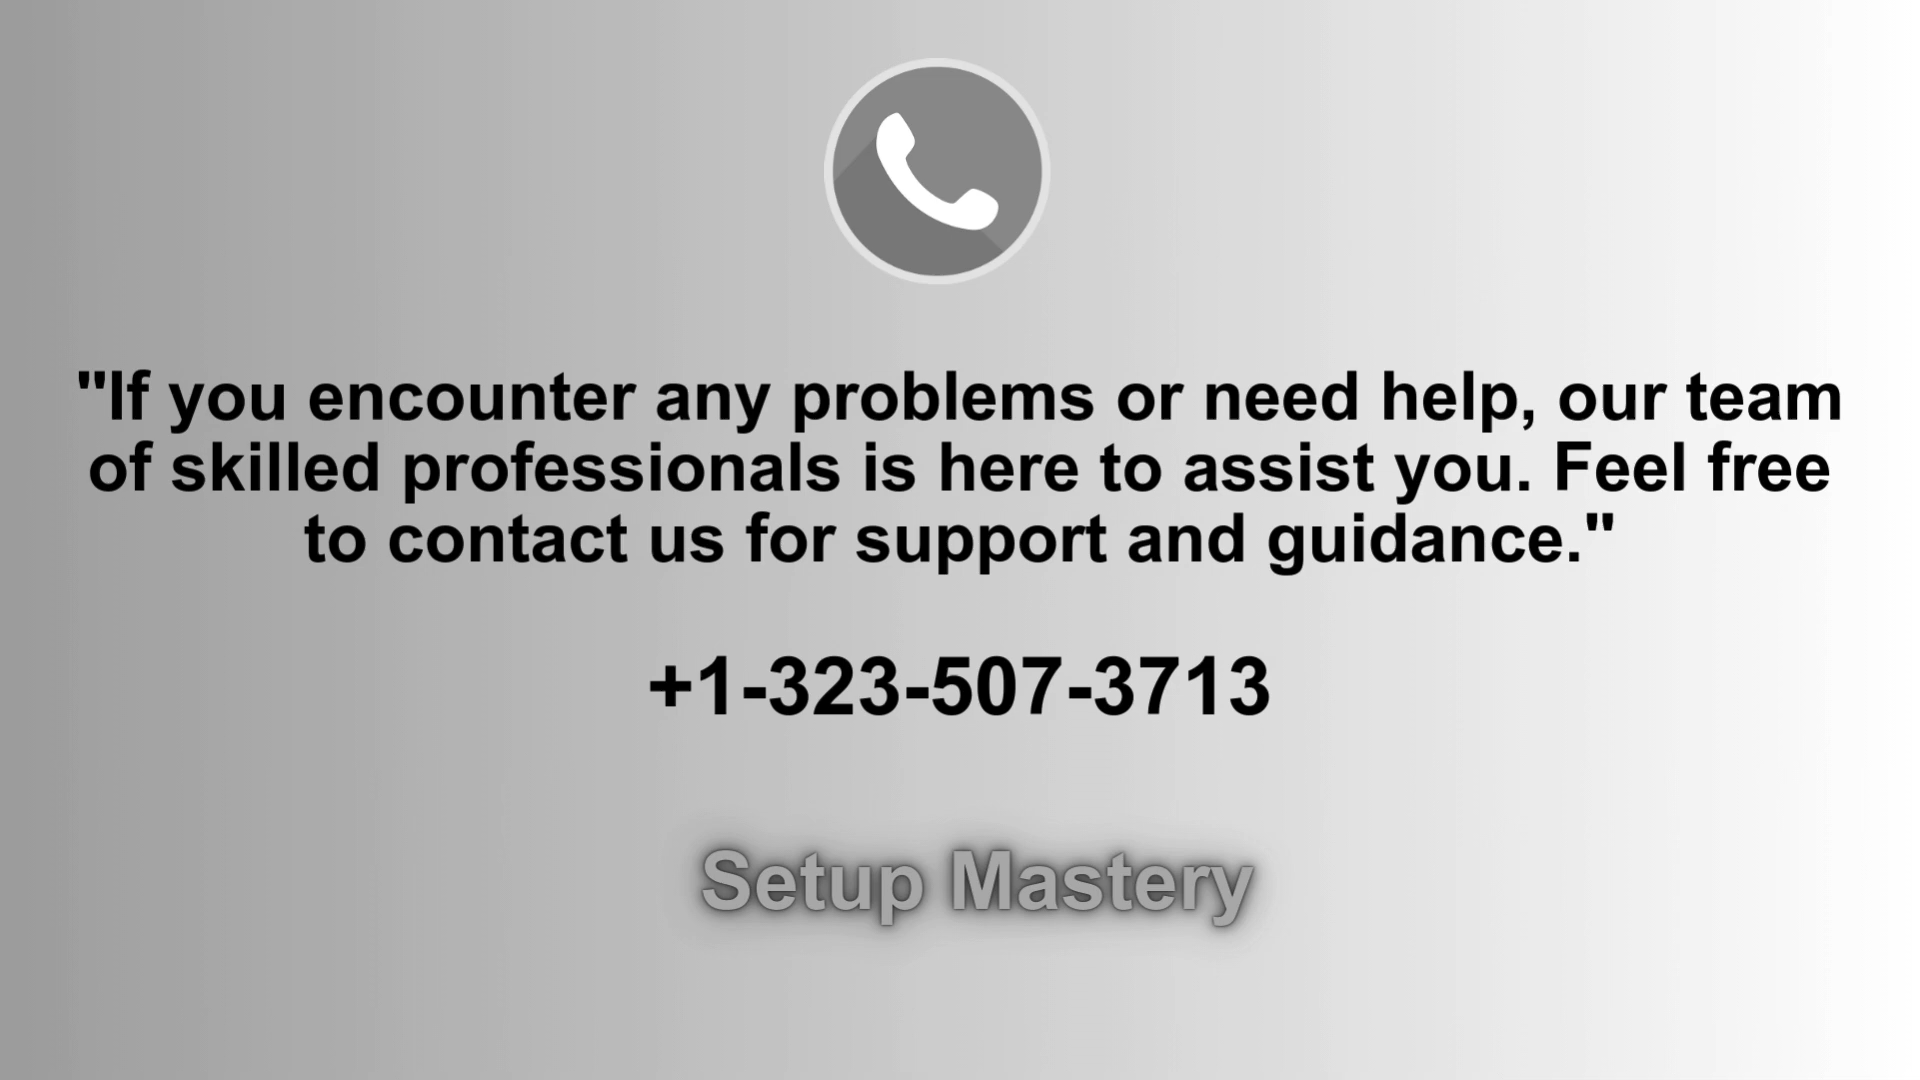 "If you encounter any problems or need help, our team
of skilled professionals is here to assist you. Feel free
to contact us for support and guidance."
+1-323-507-3713
Setup Mastery